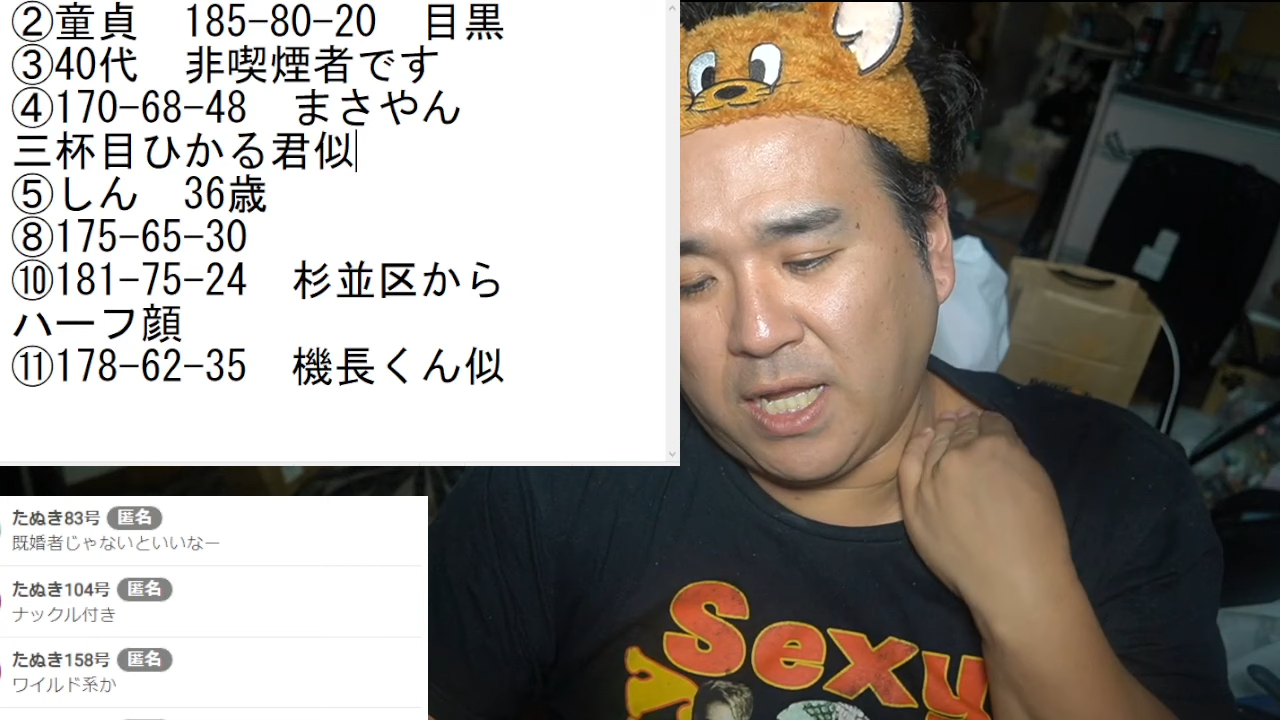 ②童貞　185-80-20　目黒
③40代　非喫煙者です
④170-68-48　まさやん
三杯目ひかる君似
⑤しん　36歳
⑧175-65-30
⑩181-75-24　杉並区から
ハーフ顔
⑪178-62-35　機長くん似
たぬき83号 匿名
既婚者じゃないといいなー
たぬき104号 匿名
ナックル付き
たぬき158号 匿名
ワイルド系か
Sexy